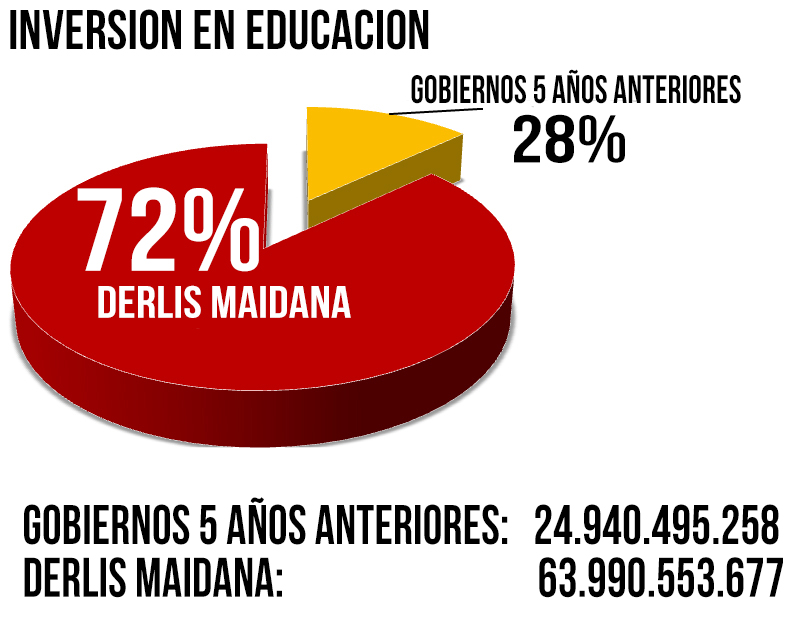 INVERSION EN EDUCACION
GOBIERNOS 5 AÑOS ANTERIORES
28%
72%
DERLIS MAIDANA
GOBIERNOS 5 AÑOS ANTERIORES: 24.940.495.258
DERLIS MAIDANA: 63.990.553.677